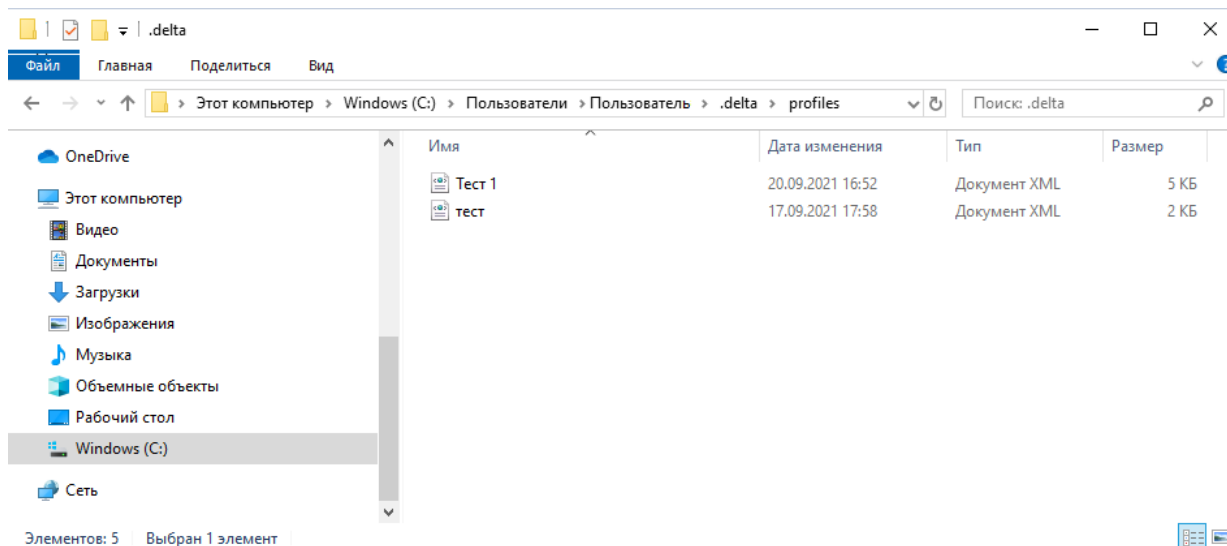 .delta
Файл Главная Поделиться Вид
Этот компьютер › Windows (C:) › Пользователи › Пользователь › .delta › profiles Поиск: .delta
Имя Дата изменения Тип Размер
OneDrive
Этот компьютер
Видео
Документы
Загрузки
Изображения
Музыка
Объемные объекты
Рабочий стол
Windows (C:)
Сеть
Тест 1 20.09.2021 16:52 Документ XML 5 КБ
тест 17.09.2021 17:58 Документ XML 2 КБ
Элементов: 5 Выбран 1 элемент